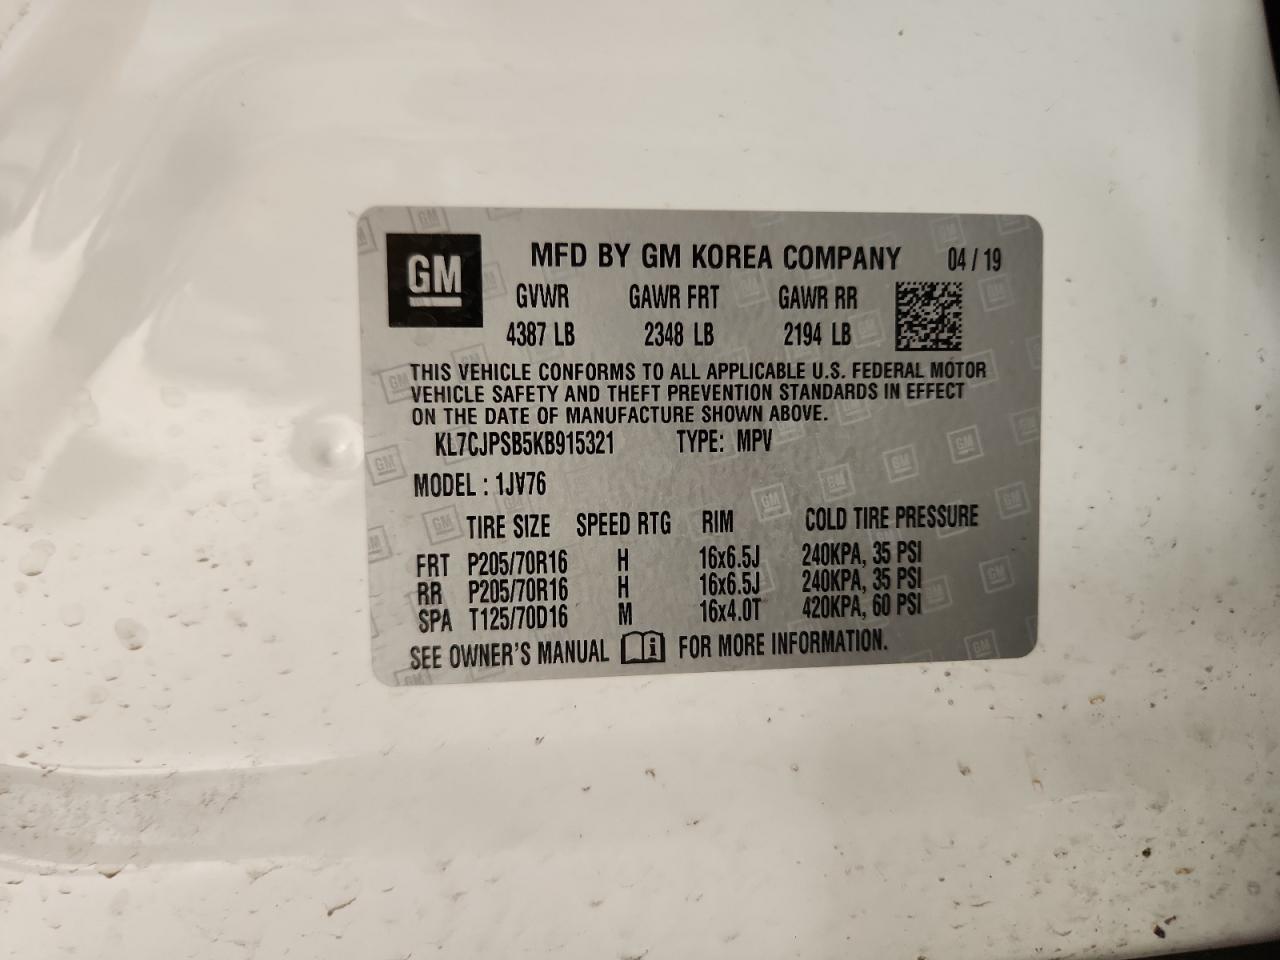 GM
MFD BY GM KOREA COMPANY 04 / 19
GVWR GAWR FRT GAWR RR
4387 LB 2348 LB 2194 LB
THIS VEHICLE CONFORMS TO ALL APPLICABLE U.S. FEDERAL MOTOR
VEHICLE SAFETY AND THEFT PREVENTION STANDARDS IN EFFECT
ON THE DATE OF MANUFACTURE SHOWN ABOVE.
KL7CJPSB5KB915321 TYPE: MPV
MODEL : 1JV76
TIRE SIZE SPEED RTG RIM COLD TIRE PRESSURE
FRT P205/70R16 H 16x6.5J 240KPA, 35 PSI
RR P205/70R16 H 16x6.5J 240KPA, 35 PSI
SPA T125/70D16 M 16x4.0T 420KPA, 60 PSI
SEE OWNER'S MANUAL i FOR MORE INFORMATION.